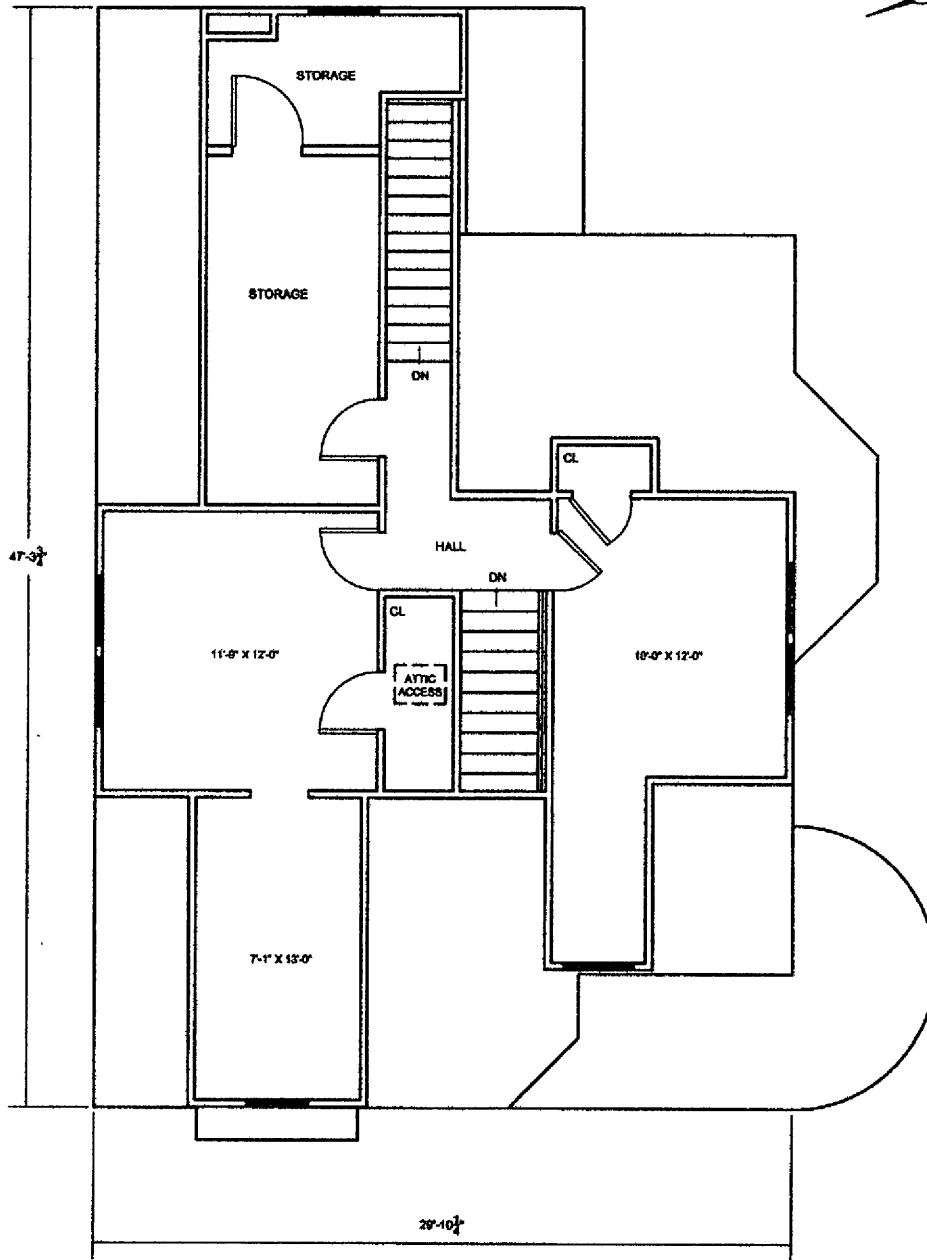 STORAGE
STORAGE
DN
CL
47'-3¾"
HALL
DN
CL
11'-9" X 12'-0"
ATTIC
ACCESS
10'-0" X 12'-0"
7'-1" X 13'-0"
29'-10¾"